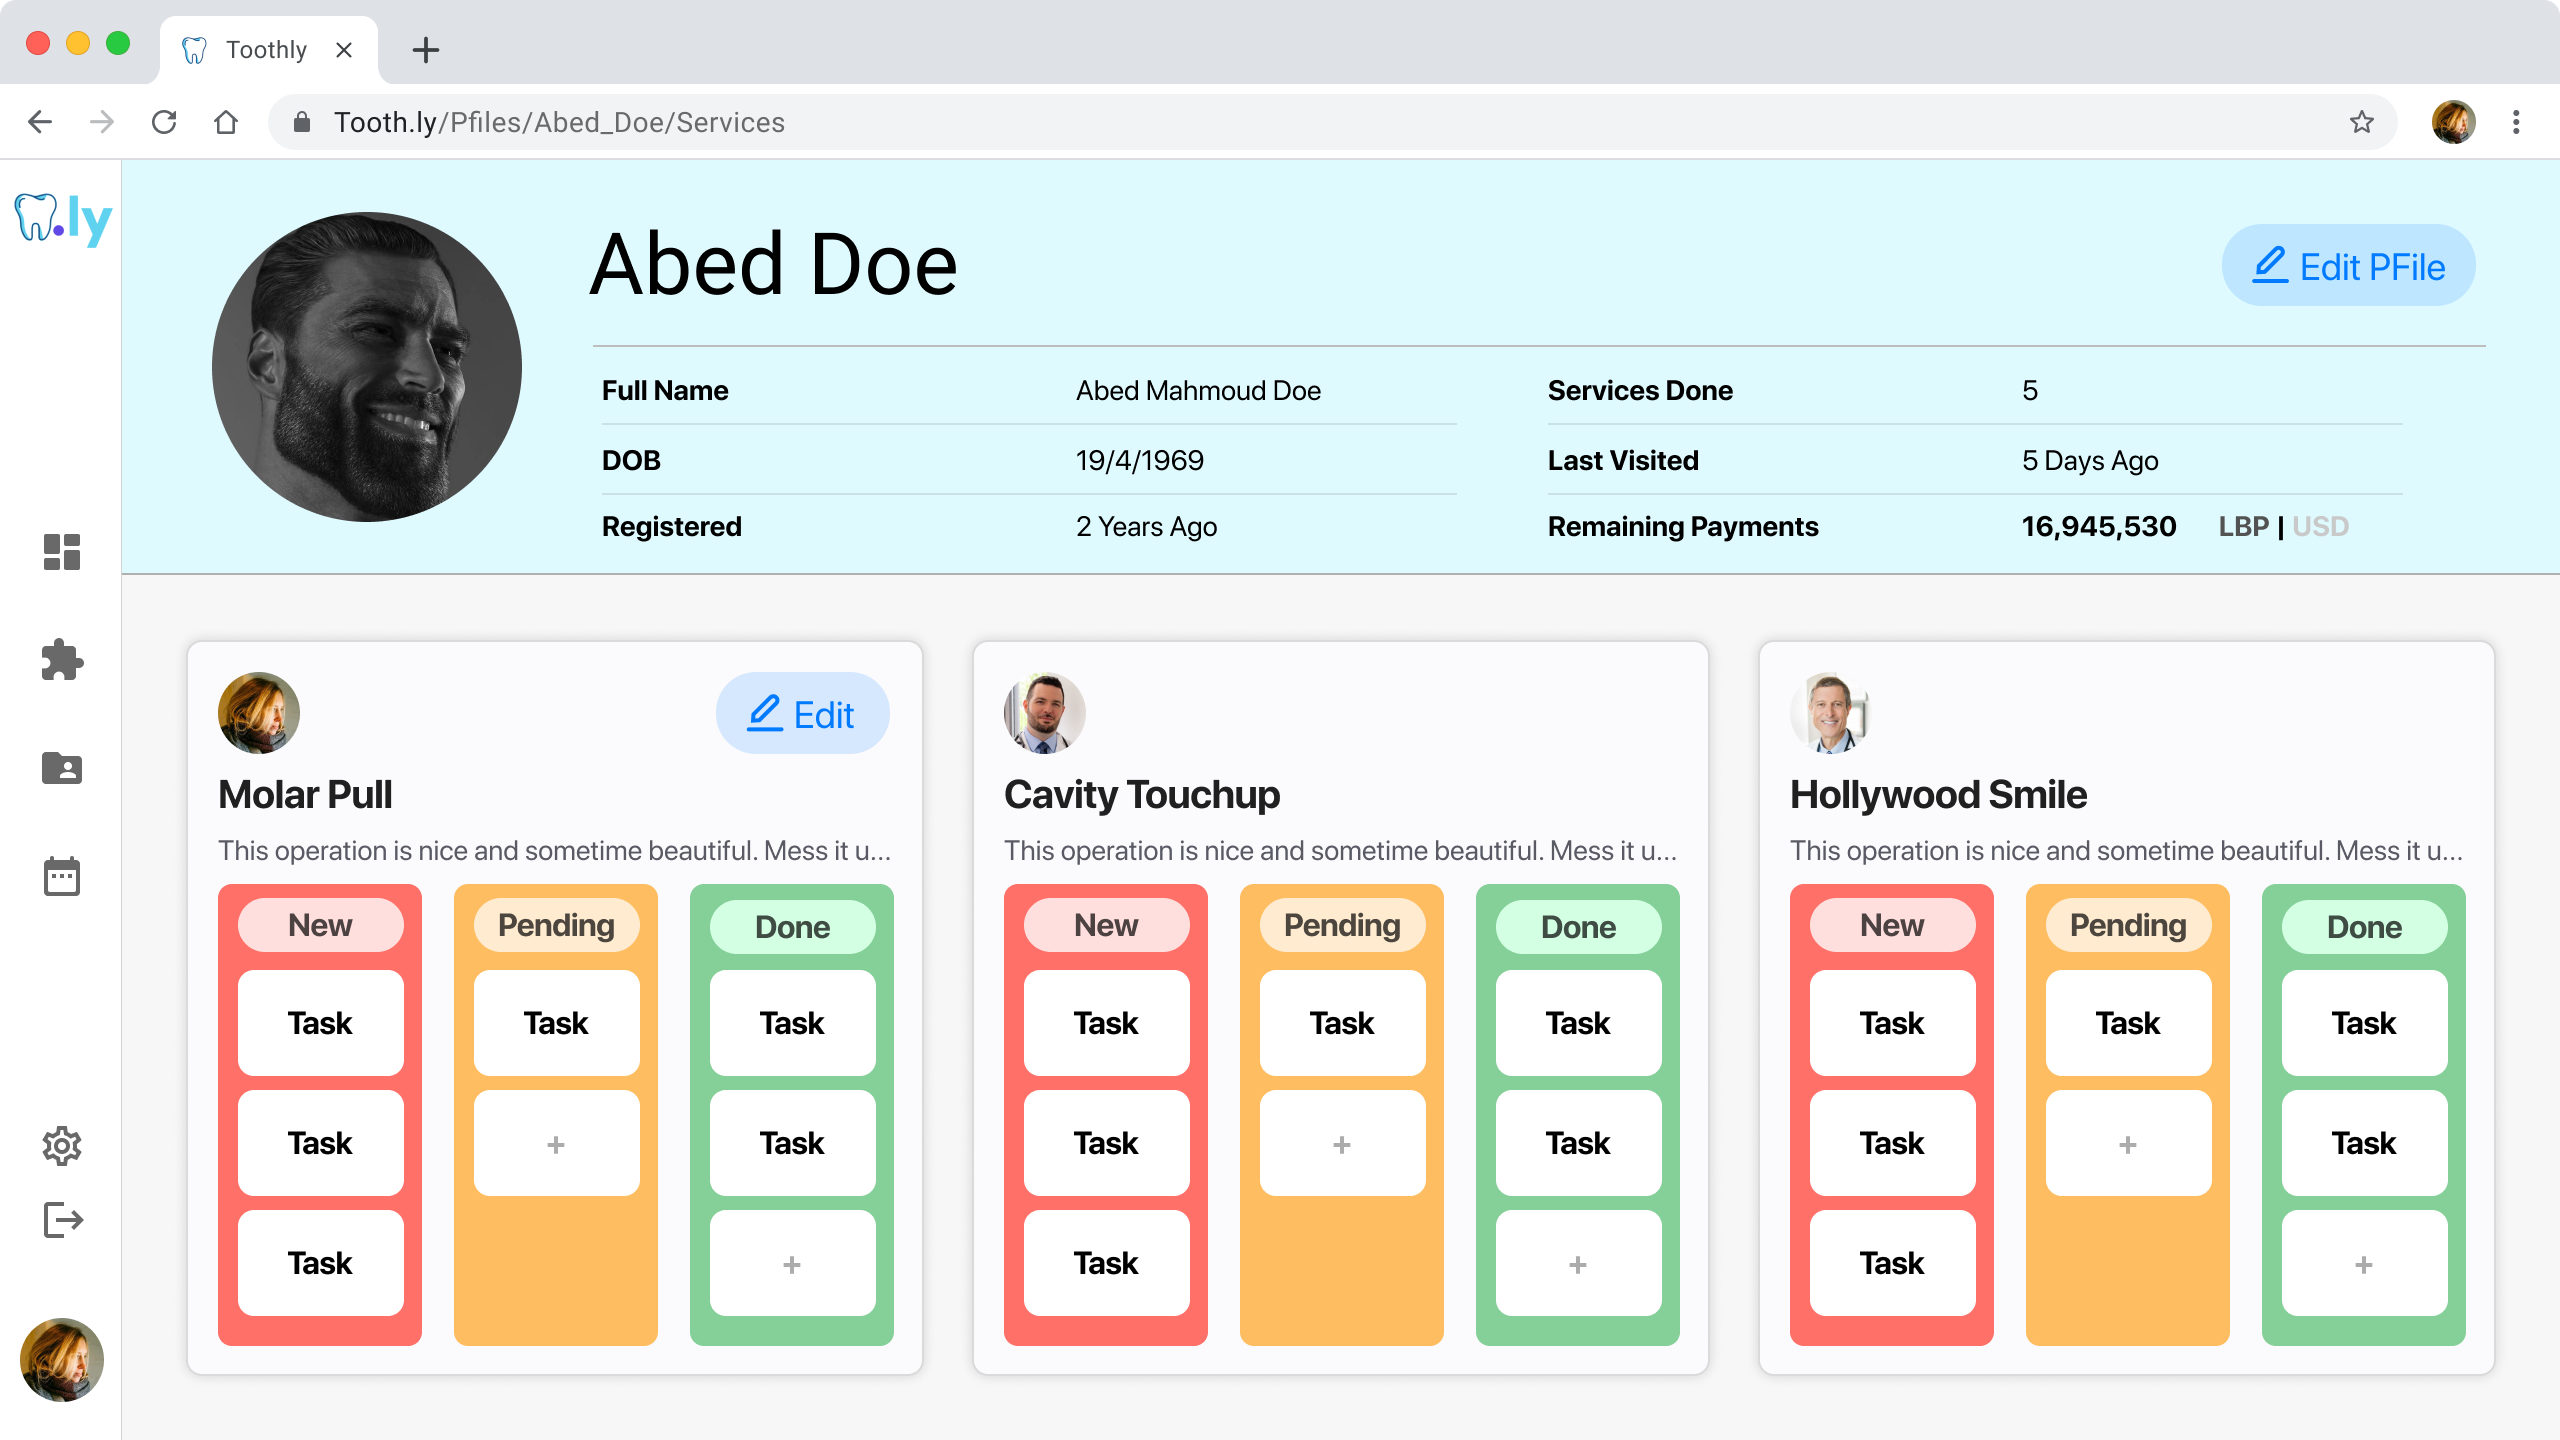 Toothly
Tooth.ly/Pfiles/Abed_Doe/Services
.ly
Abed Doe
Edit PFile
Full Name Abed Mahmoud Doe Services Done 5
DOB 19/4/1969 Last Visited 5 Days Ago
Registered 2 Years Ago Remaining Payments 16,945,530 LBP | USD
Edit
Molar Pull
This operation is nice and sometime beautiful. Mess it u...
New Pending Done
Task Task Task
Task + Task
Task +
Cavity Touchup
This operation is nice and sometime beautiful. Mess it u...
New Pending Done
Task Task Task
Task + Task
Task +
Hollywood Smile
This operation is nice and sometime beautiful. Mess it u...
New Pending Done
Task Task Task
Task + Task
Task +